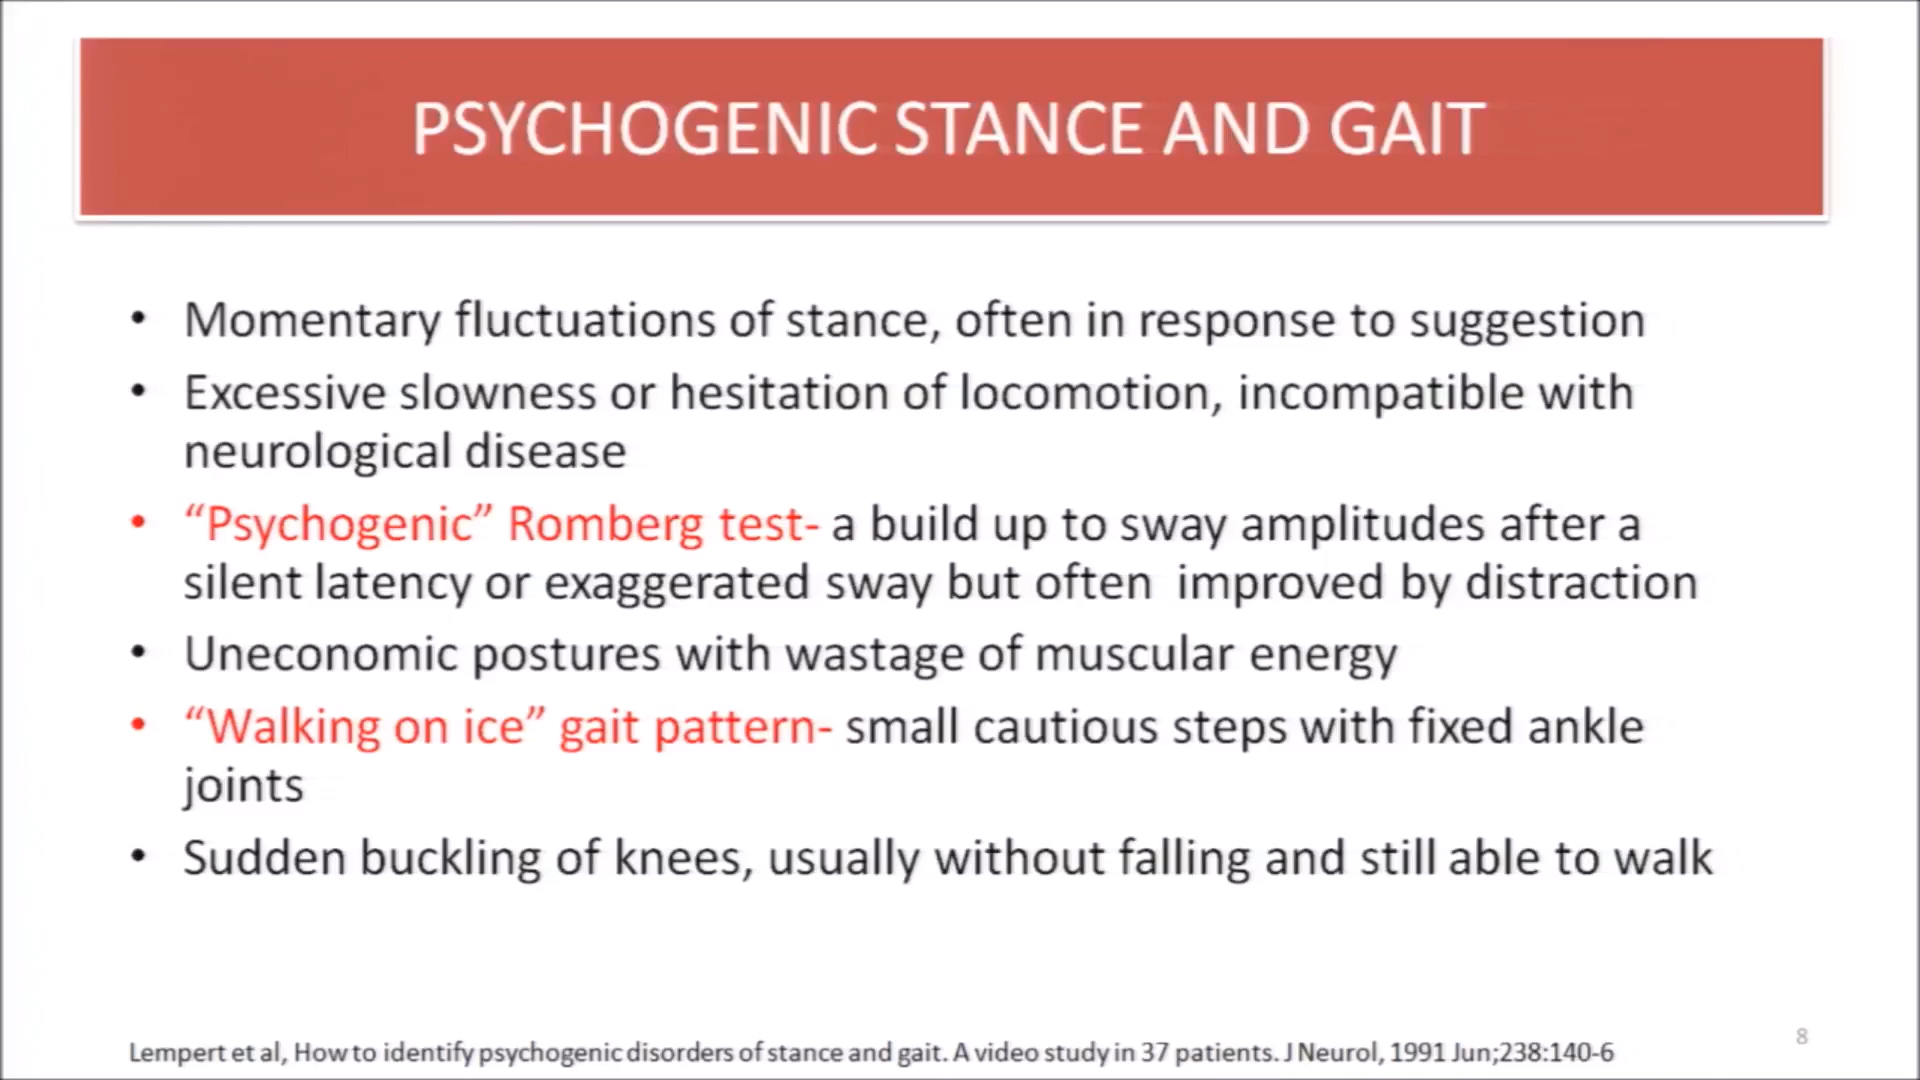 PSYCHOGENIC STANCE AND GAIT
• Momentary fluctuations of stance, often in response to suggestion
• Excessive slowness or hesitation of locomotion, incompatible with
neurological disease
• “Psychogenic” Romberg test- a build up to sway amplitudes after a
silent latency or exaggerated sway but often improved by distraction
• Uneconomic postures with wastage of muscular energy
• “Walking on ice” gait pattern- small cautious steps with fixed ankle
joints
• Sudden buckling of knees, usually without falling and still able to walk
8
Lempert et al, How to identify psychogenic disorders of stance and gait. A video study in 37 patients. J Neurol, 1991 Jun;238:140-6